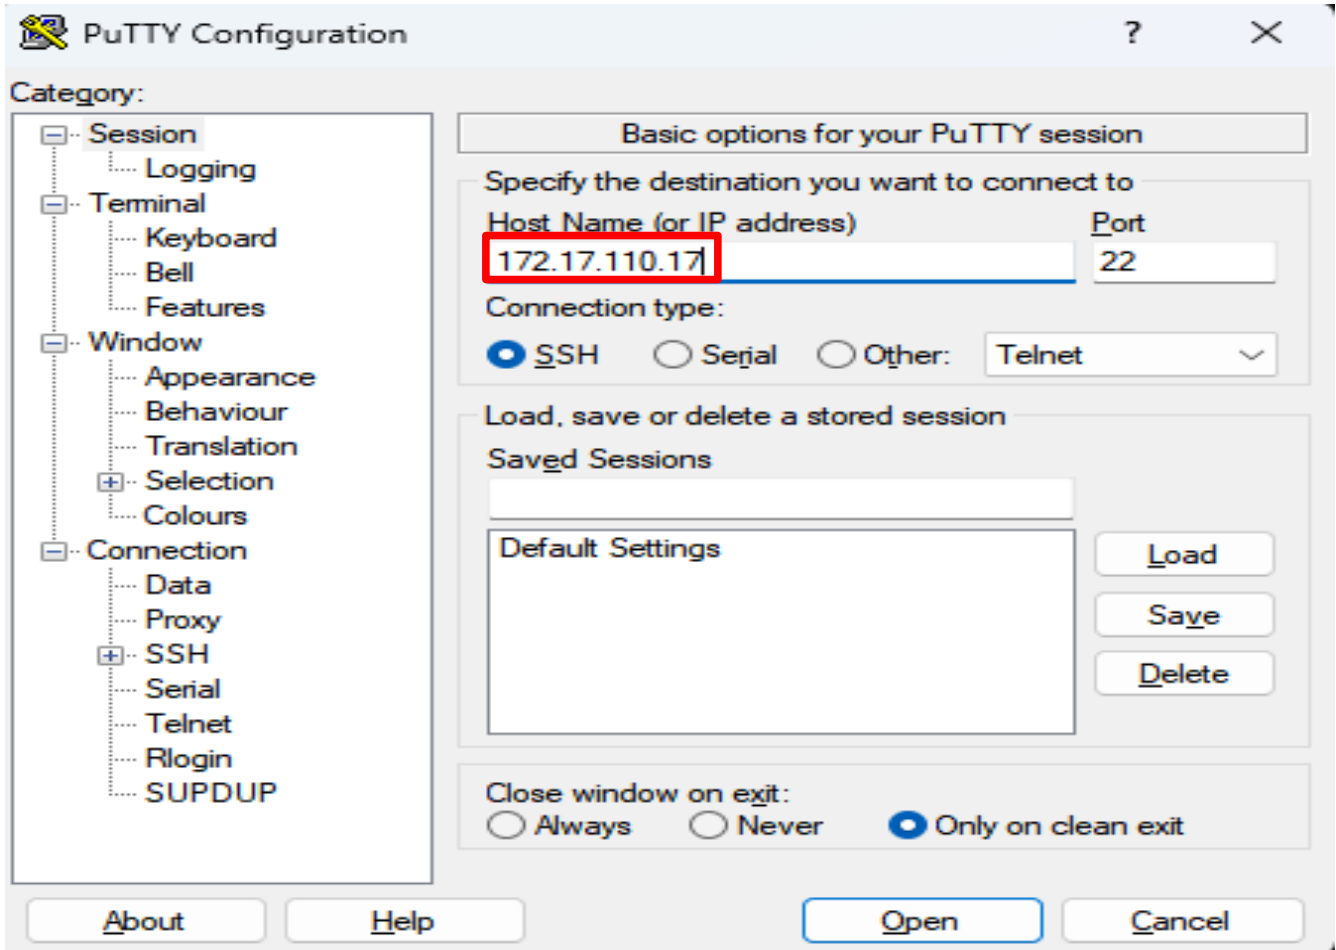 PuTTY Configuration ?
Category:
Session
Logging
Terminal
Keyboard
Bell
Features
Window
Appearance
Behaviour
Translation
Selection
Colours
Connection
Data
Proxy
SSH
Serial
Telnet
Rlogin
SUPDUP
Basic options for your PuTTY session
Specify the destination you want to connect to
Host Name (or IP address) Port
172.17.110.17 22
Connection type:
SSH Serial Other: Telnet
Load, save or delete a stored session
Saved Sessions
Default Settings
Load
Save
Delete
Close window on exit:
Always Never Only on clean exit
About Help Open Cancel